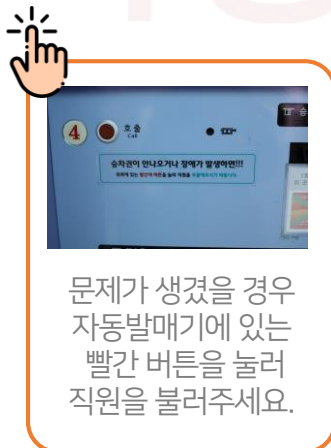 4
호출
Call
승차권이 안나오거나 장애가 발생하면!!!
문제가 생겼을 경우
자동발매기에 있는
빨간 버튼을 눌러
직원을 불러주세요.